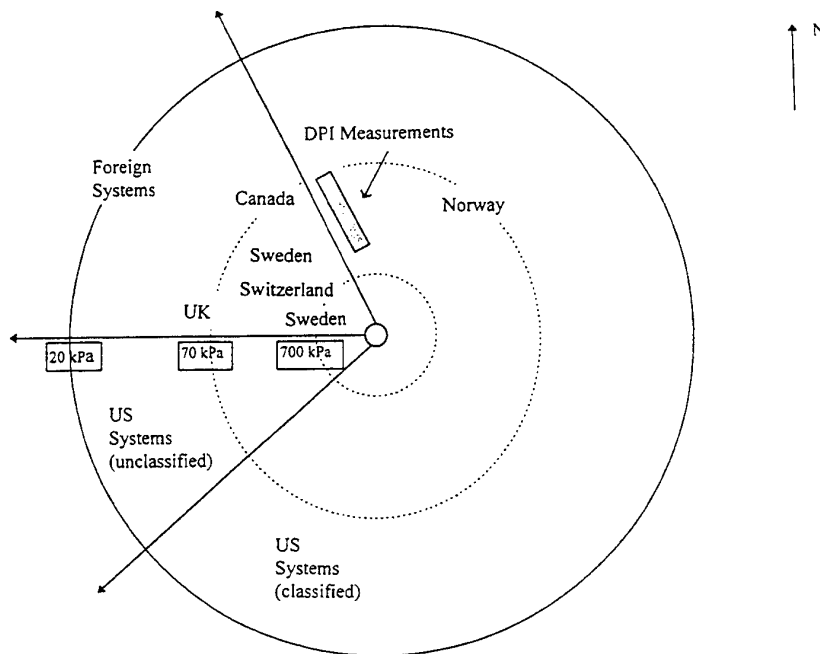 N
DPI Measurements
Foreign
Systems
Canada
Norway
Sweden
Switzerland
UK
Sweden
20 kPa
70 kPa
700 kPa
US
Systems
(unclassified)
US
Systems
(classified)